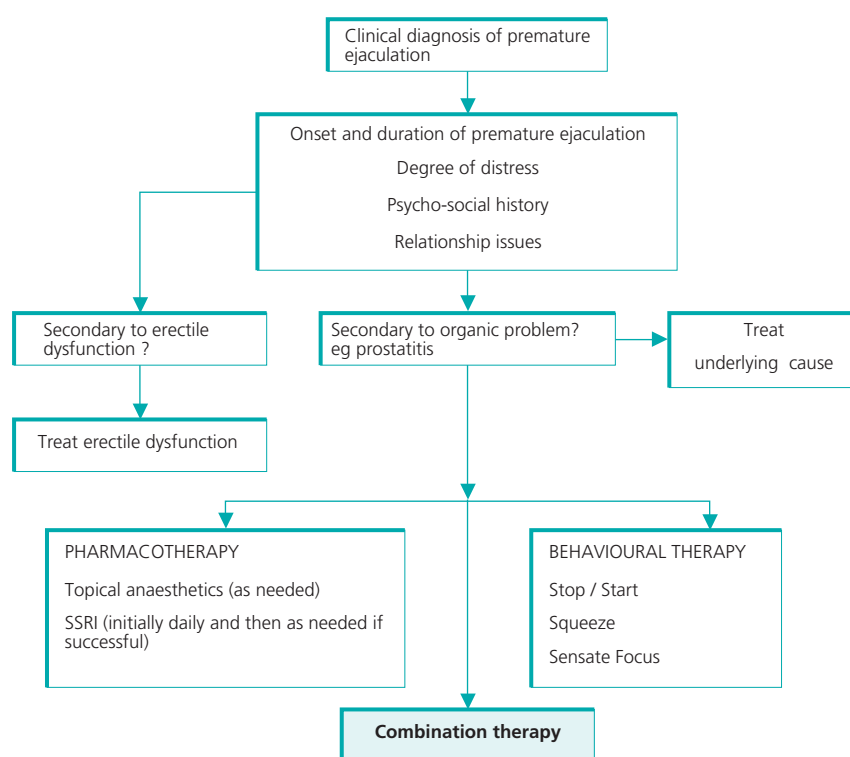 Clinical diagnosis of premature
ejaculation
Onset and duration of premature ejaculation
Degree of distress
Psycho-social history
Relationship issues
Secondary to erectile
dysfunction ?
Secondary to organic problem?
eg prostatitis
Treat
underlying cause
Treat erectile dysfunction
PHARMACOTHERAPY
Topical anaesthetics (as needed)
SSRI (initially daily and then as needed if
successful)
BEHAVIOURAL THERAPY
Stop / Start
Squeeze
Sensate Focus
Combination therapy